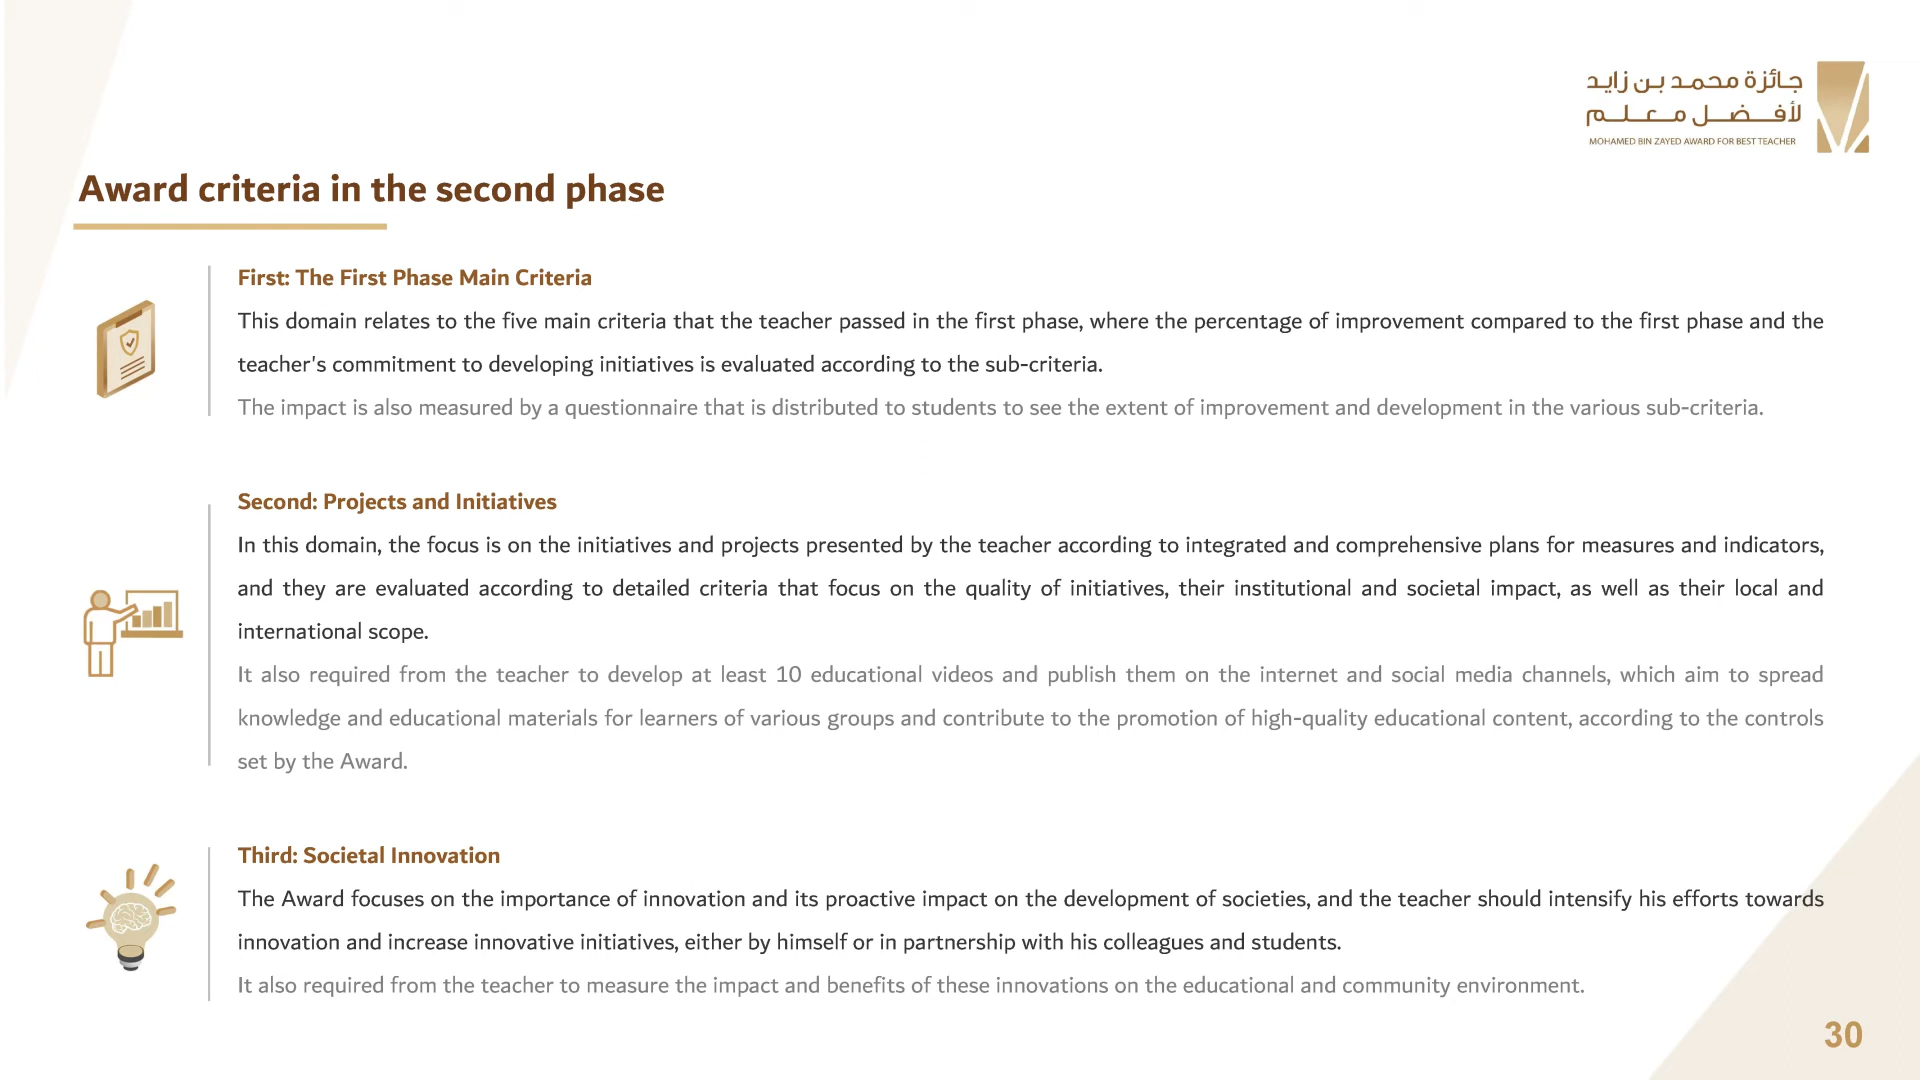 جائزة محمد بن زايد
لأفضل معلم
MOHAMED BIN ZAYED AWARD FOR BEST TEACHER
Award criteria in the second phase
First: The First Phase Main Criteria
This domain relates to the five main criteria that the teacher passed in the first phase, where the percentage of improvement compared to the first phase and the
teacher's commitment to developing initiatives is evaluated according to the sub-criteria.
The impact is also measured by a questionnaire that is distributed to students to see the extent of improvement and development in the various sub-criteria.
Second: Projects and Initiatives
In this domain, the focus is on the initiatives and projects presented by the teacher according to integrated and comprehensive plans for measures and indicators,
and they are evaluated according to detailed criteria that focus on the quality of initiatives, their institutional and societal impact, as well as their local and
international scope.
It also required from the teacher to develop at least 10 educational videos and publish them on the internet and social media channels, which aim to spread
knowledge and educational materials for learners of various groups and contribute to the promotion of high-quality educational content, according to the controls
set by the Award.
Third: Societal Innovation
The Award focuses on the importance of innovation and its proactive impact on the development of societies, and the teacher should intensify his efforts towards
innovation and increase innovative initiatives, either by himself or in partnership with his colleagues and students.
It also required from the teacher to measure the impact and benefits of these innovations on the educational and community environment.
30